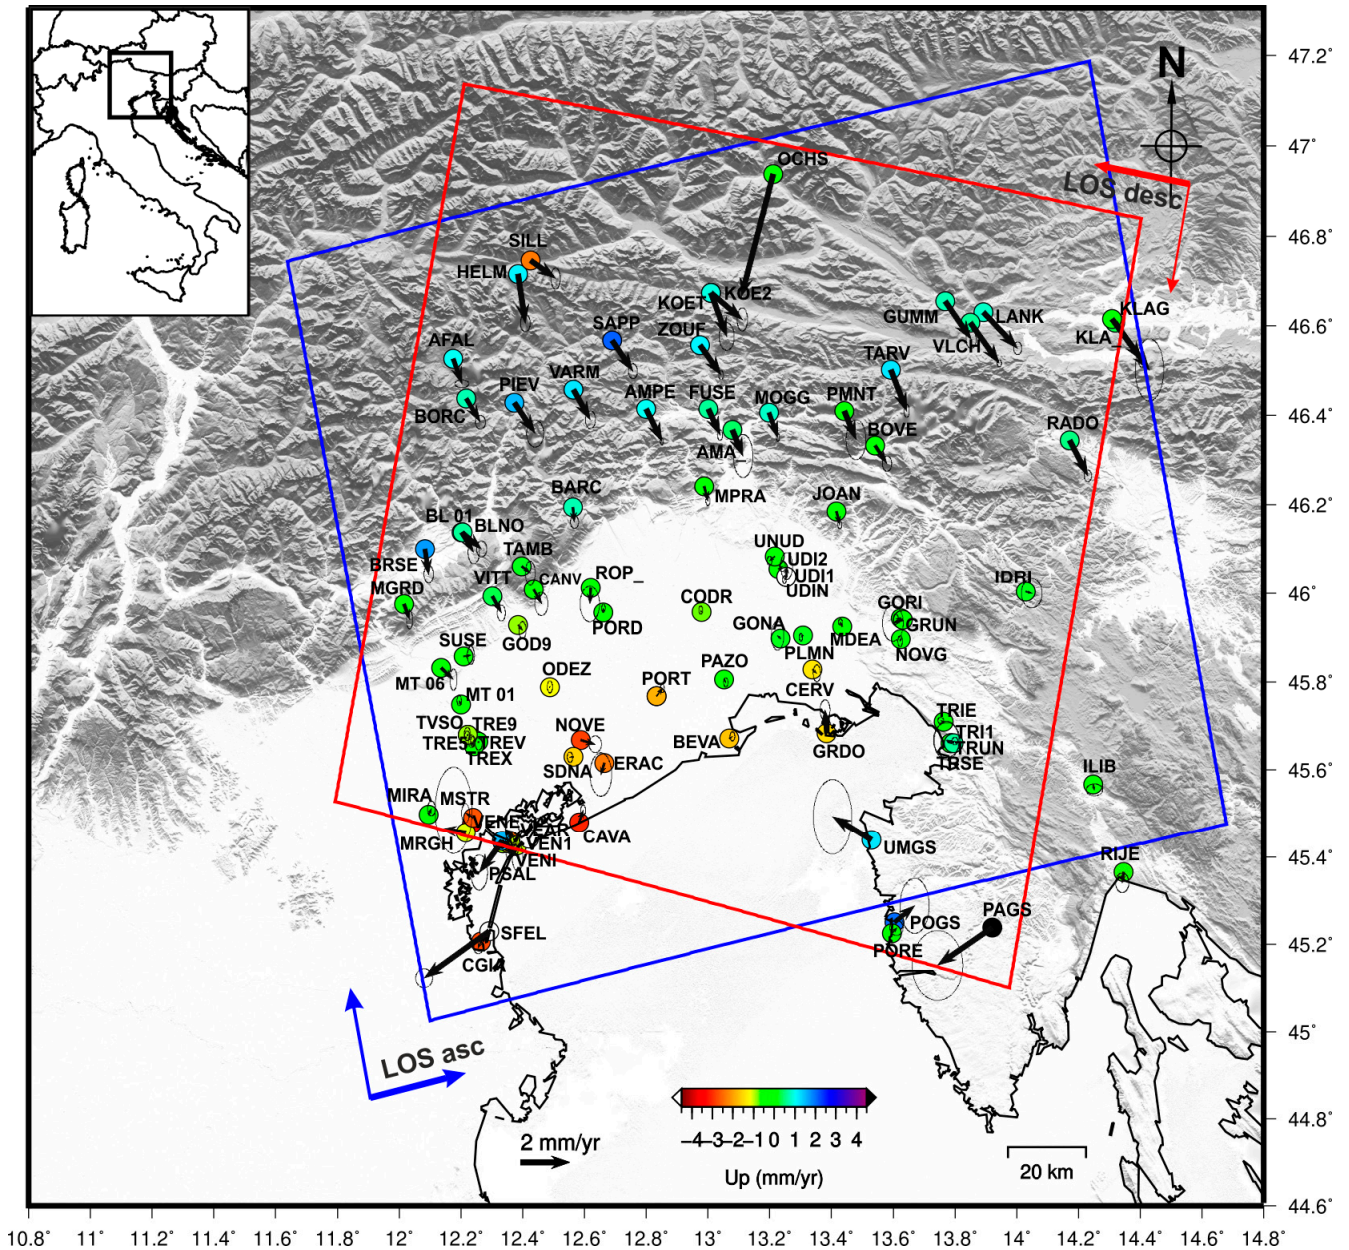 N
47.2°
47°
OCHS
LOS desc
46.8°
SILL
HELM
KOET
KOE2
KLAG
GUMM
LANK
KLA
46.6°
SAPP
ZOUF
VLCH
AFAL
TARV
VARM
PIEV
AMPE
FUSE
MOGG
PMNT
BORC
BOVE
RADO
46.4°
AMA_
BARC
MPRA
JOAN
46.2°
BL 01
BLNO
UNUD
TAMB
UDI2
BRSE
VITT
CANV
ROP_
UDI1
IDRI
MGRD
UDIN
46°
CODR
GORI
GONA
GRUN
PORD
MDEA
SUSE
GOD9
PLMN
NOVG
PAZO
ODEZ
PORT
CERV
MT 06
MT 01
45.8°
TVSO
TRE9
NOVE
TRIE
TRES
TREV
BEVA
GRDO
TRI1
TRUN
TREX
SDNA
ERAC
TRSE
ILIB
45.6°
MIRA
MSTR
VENE
VEAR
CAVA
MRGH
VEN1
UMGS
VENI
RIJE
45.4°
PSAL
SFEL
POGS
PAGS
PORE
CGIA
45.2°
LOS asc
45°
44.8°
2 mm/yr
−4 −3 −2 −1 0 1 2 3 4
Up (mm/yr)
20 km
44.6°
10.8° 11° 11.2° 11.4° 11.6° 11.8° 12° 12.2° 12.4° 12.6° 12.8° 13° 13.2° 13.4° 13.6° 13.8° 14° 14.2° 14.4° 14.6° 14.8°